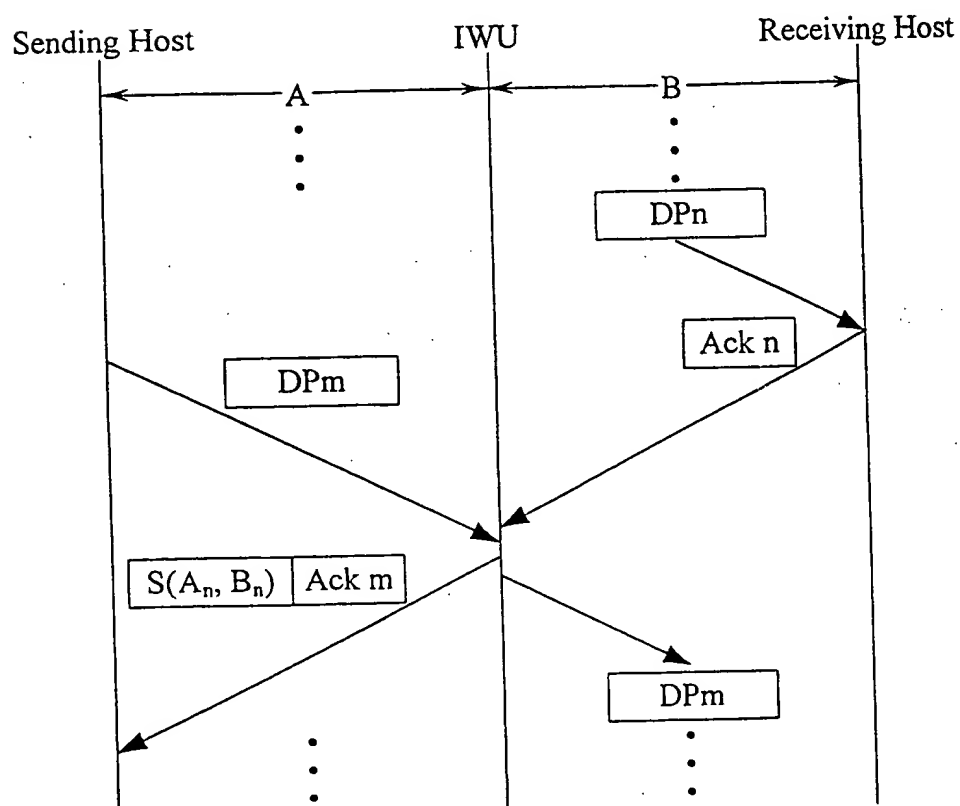 Sending Host
IWU
Receiving Host
A
B
DPn
Ack n
DPm
S(Aₙ, Bₙ)
Ack m
DPm